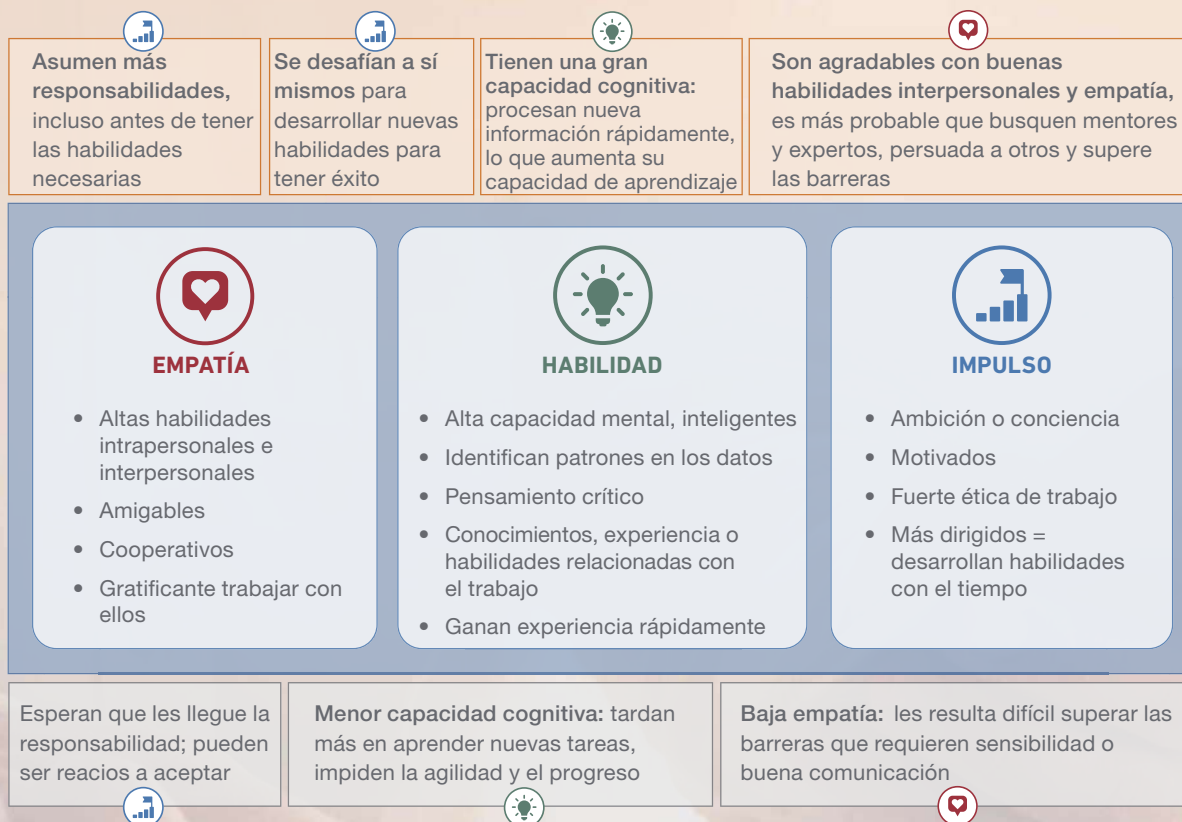 Asumen más
responsabilidades,
incluso antes de tener
las habilidades
necesarias
Se desafían a sí
mismos para
desarrollar nuevas
habilidades para
tener éxito
Tienen una gran
capacidad cognitiva:
procesan nueva
información rápidamente,
lo que aumenta su
capacidad de aprendizaje
Son agradables con buenas
habilidades interpersonales y empatía,
es más probable que busquen mentores
y expertos, persuada a otros y supere
las barreras
EMPATÍA
• Altas habilidades
intrapersonales e
interpersonales
• Amigables
• Cooperativos
• Gratificante trabajar con
ellos
HABILIDAD
• Alta capacidad mental, inteligentes
• Identifican patrones en los datos
• Pensamiento crítico
• Conocimientos, experiencia o
habilidades relacionadas con
el trabajo
• Ganan experiencia rápidamente
IMPULSO
• Ambición o conciencia
• Motivados
• Fuerte ética de trabajo
• Más dirigidos =
desarrollan habilidades
con el tiempo
Esperan que les llegue la
responsabilidad; pueden
ser reacios a aceptar
Menor capacidad cognitiva: tardan
más en aprender nuevas tareas,
impiden la agilidad y el progreso
Baja empatía: les resulta difícil superar las
barreras que requieren sensibilidad o
buena comunicación